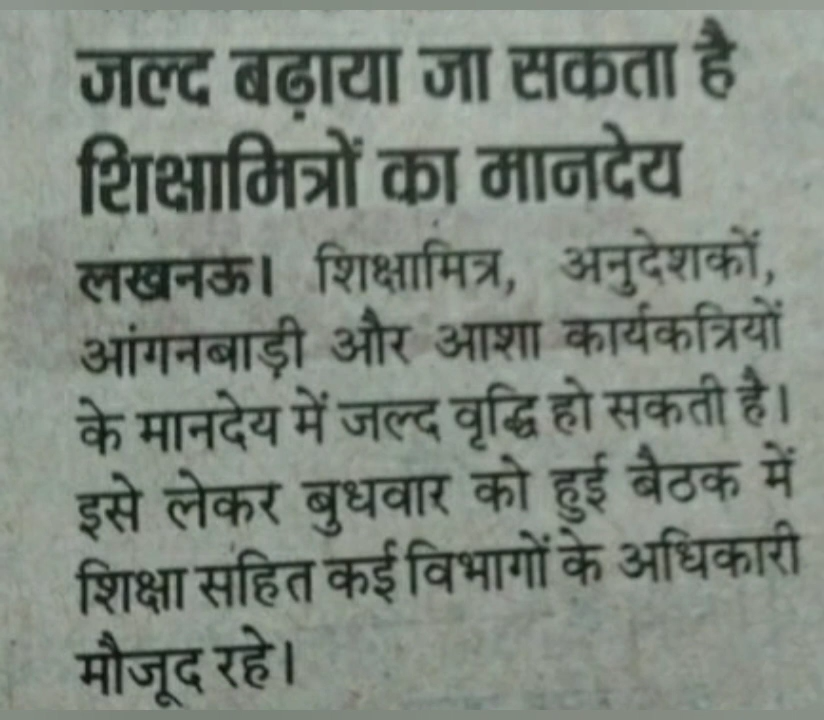 जल्द बढ़ाया जा सकता है
शिक्षामित्रों का मानदेय
लखनऊ। शिक्षामित्र, अनुदेशकों,
आंगनबाड़ी और आशा कार्यकत्रियों
के मानदेय में जल्द वृद्धि हो सकती है।
इसे लेकर बुधवार को हुई बैठक में
शिक्षा सहित कई विभागों के अधिकारी
मौजूद रहे।